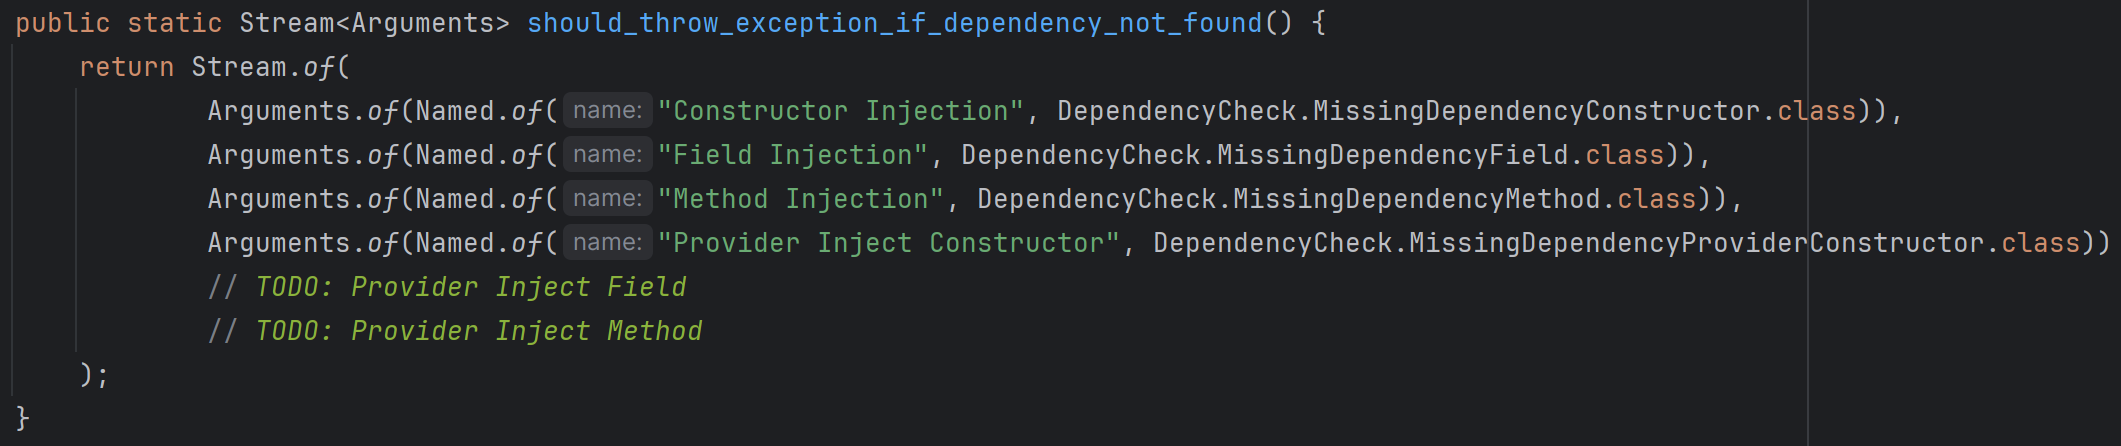 public static Stream<Arguments> should_throw_exception_if_dependency_not_found() {
    return Stream.of(
            Arguments.of(Named.of( name: "Constructor Injection", DependencyCheck.MissingDependencyConstructor.class)),
            Arguments.of(Named.of( name: "Field Injection", DependencyCheck.MissingDependencyField.class)),
            Arguments.of(Named.of( name: "Method Injection", DependencyCheck.MissingDependencyMethod.class)),
            Arguments.of(Named.of( name: "Provider Inject Constructor", DependencyCheck.MissingDependencyProviderConstructor.class))
            // TODO: Provider Inject Field
            // TODO: Provider Inject Method
    );
}